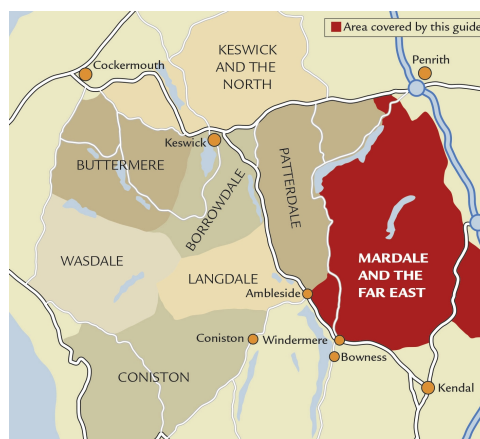 Area covered by this guide
KESWICK
AND THE
NORTH
Cockermouth
Penrith
Keswick
BUTTERMERE
BORROWDALE
PATTERDALE
WASDALE
LANGDALE
MARDALE
AND THE
FAR EAST
Ambleside
Coniston
Windermere
Bowness
CONISTON
Kendal